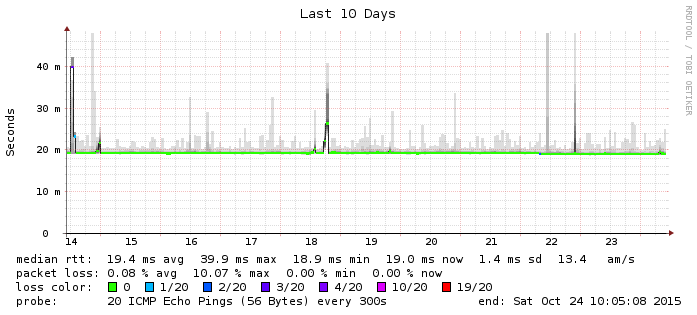 Last 10 Days
RRDTOOL / TOBI OETIKER
Seconds
40 m
30 m
20 m
10 m
0
14 15 16 17 18 19 20 21 22 23
median rtt: 19.4 ms avg 39.9 ms max 18.9 ms min 19.0 ms now 1.4 ms sd 13.4 am/s
packet loss: 0.08 % avg 10.07 % max 0.00 % min 0.00 % now
loss color: 0 1/20 2/20 3/20 4/20 10/20 19/20
probe: 20 ICMP Echo Pings (56 Bytes) every 300s end: Sat Oct 24 10:05:08 2015